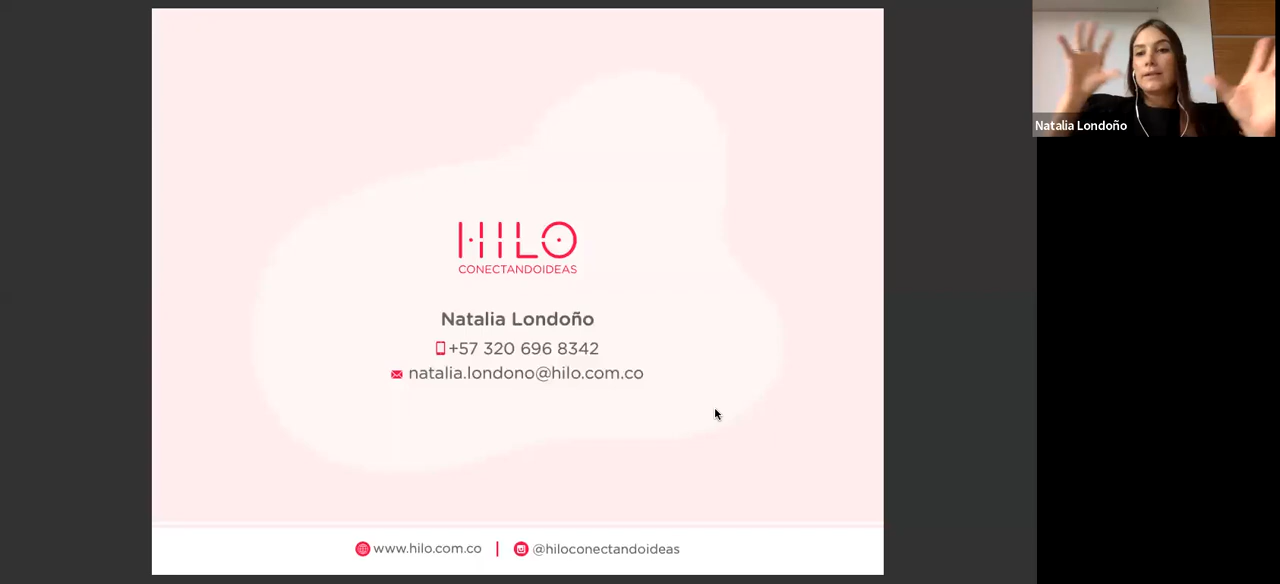 HILO
CONECTANDOIDEAS
Natalia Londoño
+57 320 696 8342
natalia.londono@hilo.com.co
www.hilo.com.co | @hiloconectandoideas
Natalia Londoño